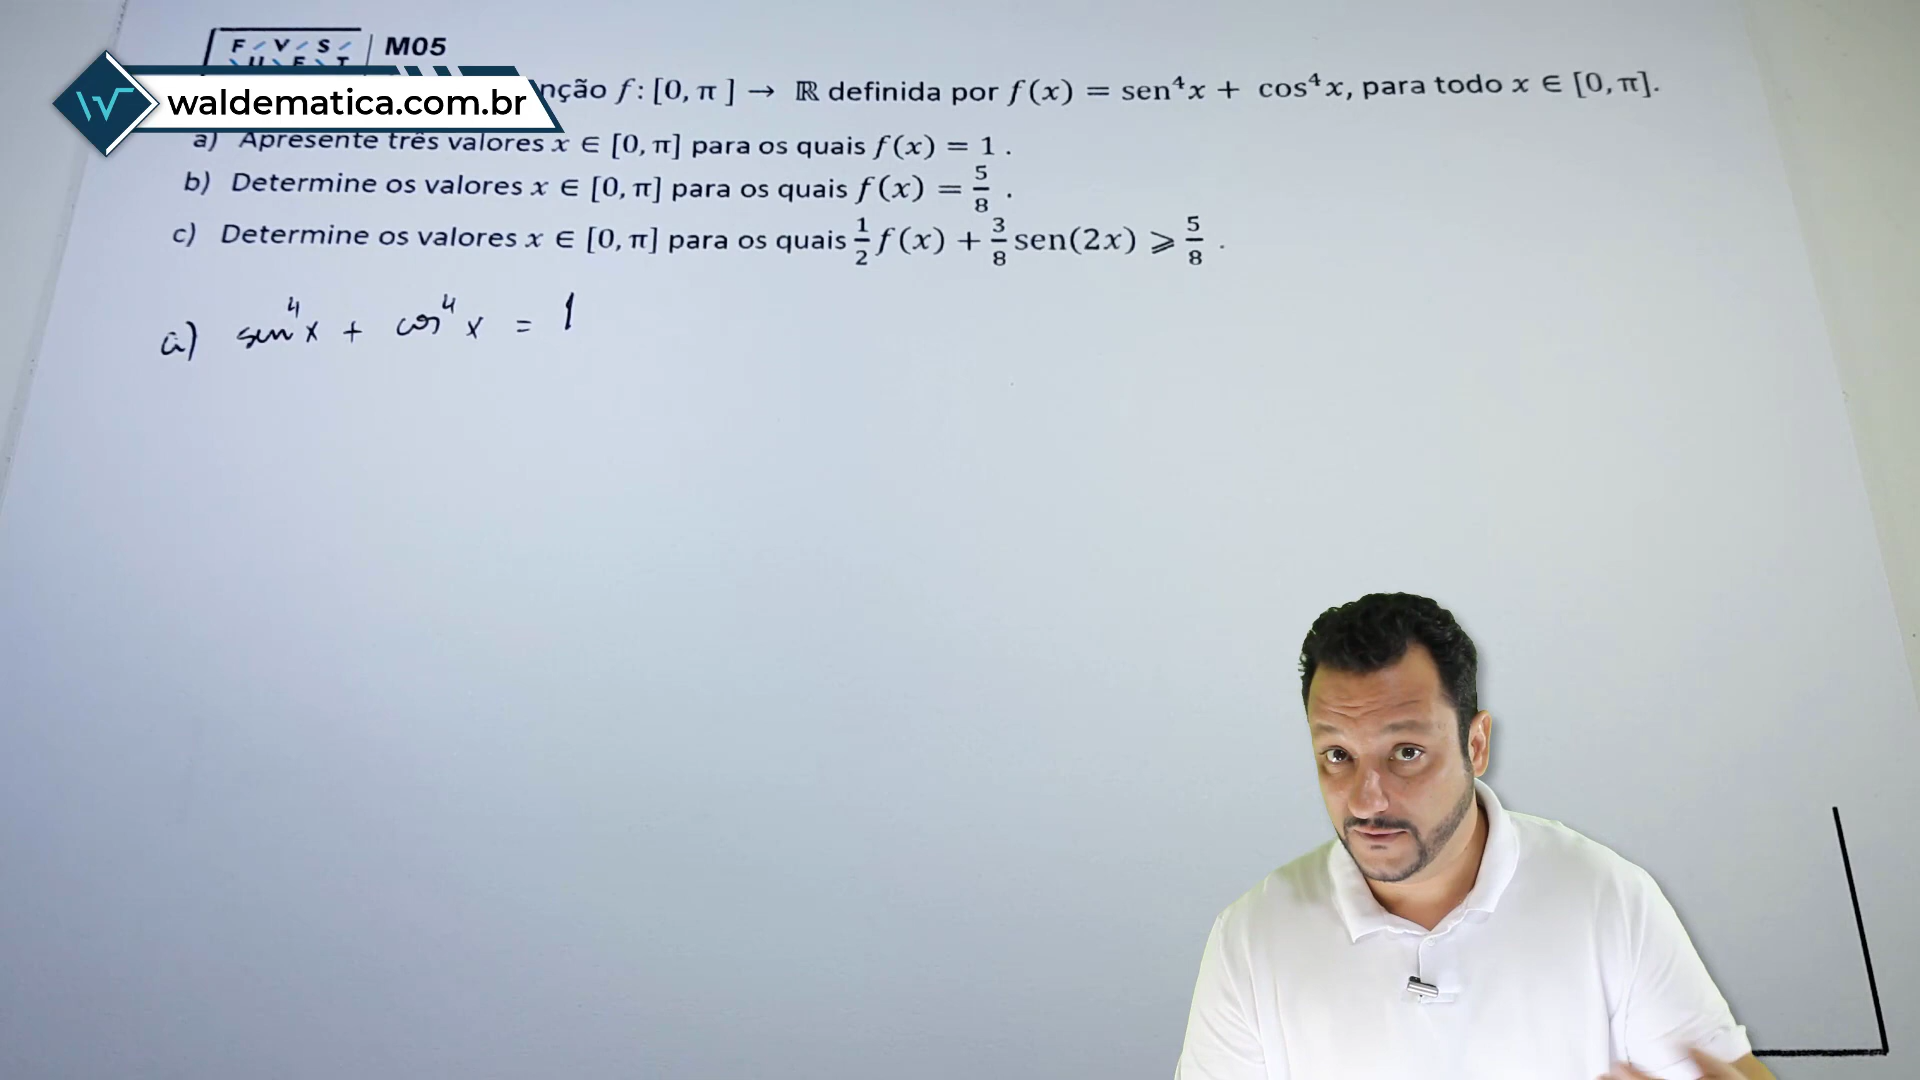 F V S
U E T
M05
waldematica.com.br
nção f: [0, π ] → ℝ definida por f(x) = sen⁴x + cos⁴x, para todo x ∈ [0, π].
a) Apresente três valores x ∈ [0, π] para os quais f(x) = 1 .
b) Determine os valores x ∈ [0, π] para os quais f(x) = 5/8 .
c) Determine os valores x ∈ [0, π] para os quais 1/2 f(x) + 3/8 sen(2x) ⩾ 5/8 .
a) sen⁴x + cos⁴x = 1